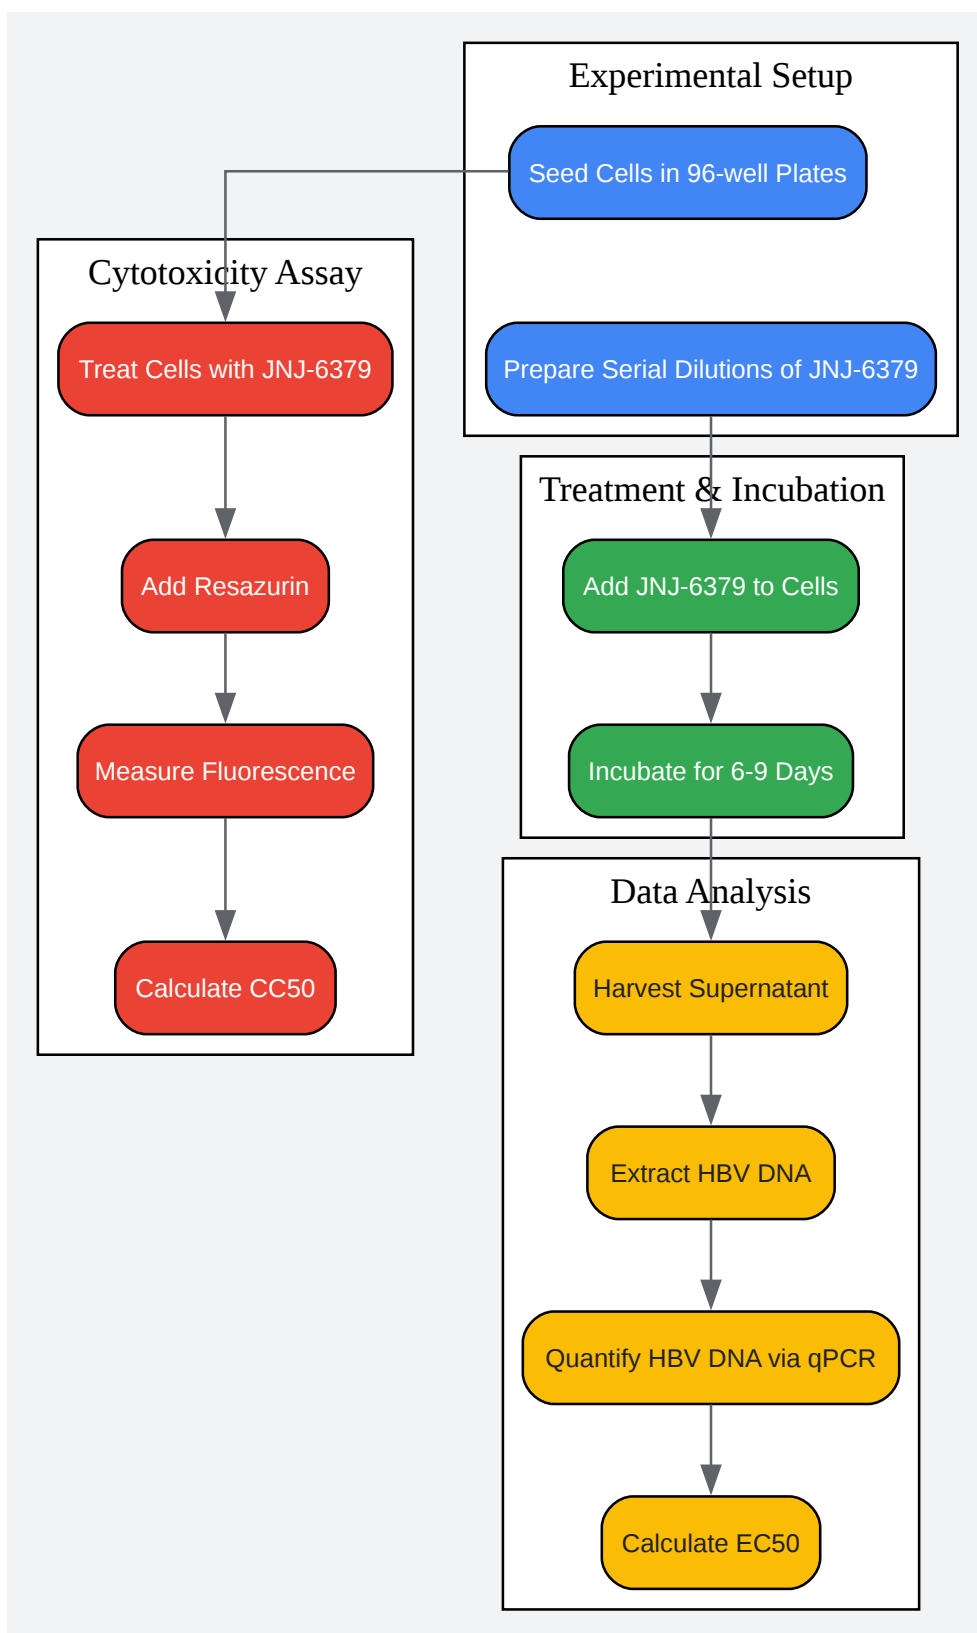 Experimental Setup
Seed Cells in 96-well Plates
Prepare Serial Dilutions of JNJ-6379
Cytotoxicity Assay
Treat Cells with JNJ-6379
Add Resazurin
Measure Fluorescence
Calculate CC50
Treatment & Incubation
Add JNJ-6379 to Cells
Incubate for 6-9 Days
Data Analysis
Harvest Supernatant
Extract HBV DNA
Quantify HBV DNA via qPCR
Calculate EC50